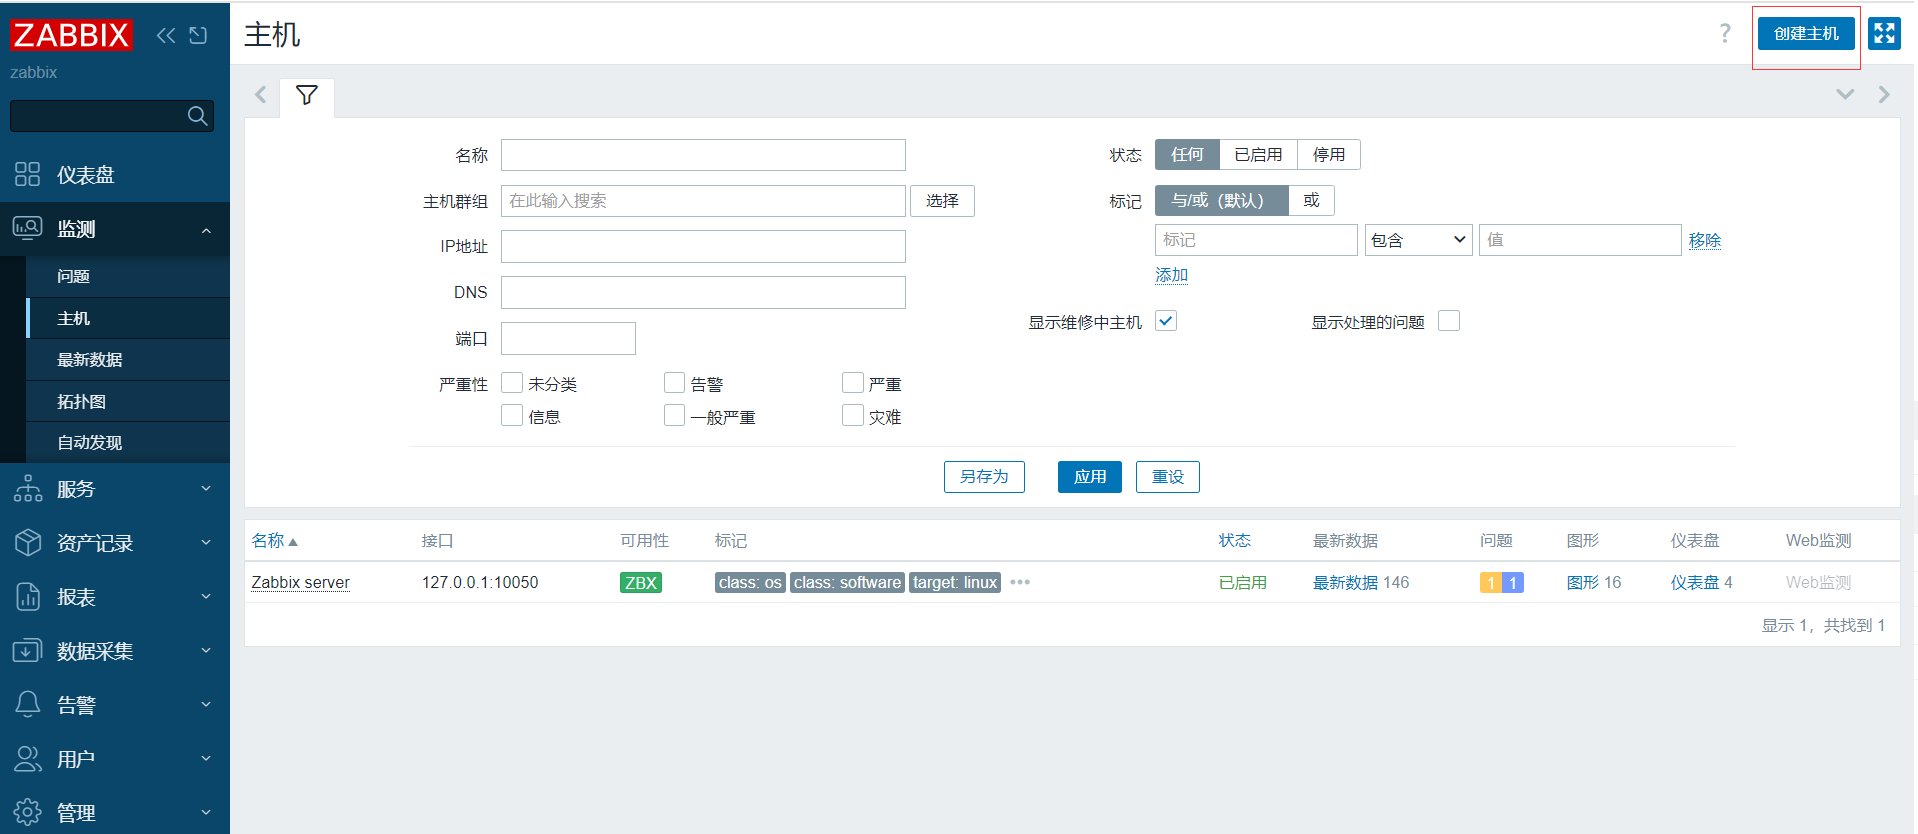 ZABBIX
zabbix
仪表盘
监测
问题
主机
最新数据
拓扑图
自动发现
服务
资产记录
报表
数据采集
告警
用户
管理
主机
? 创建主机
名称
主机群组 在此输入搜索 选择
IP地址
DNS
端口
严重性 未分类 告警 严重
信息 一般严重 灾难
状态 任何 已启用 停用
标记 与/或（默认） 或
标记 包含 值 移除
添加
显示维修中主机 显示处理的问题
另存为 应用 重设
名称 接口 可用性 标记 状态 最新数据 问题 图形 仪表盘 Web监测
Zabbix server 127.0.0.1:10050 ZBX class: os class: software target: linux 已启用 最新数据 146 1 1 图形 16 仪表盘 4 Web监测
显示 1，共找到 1